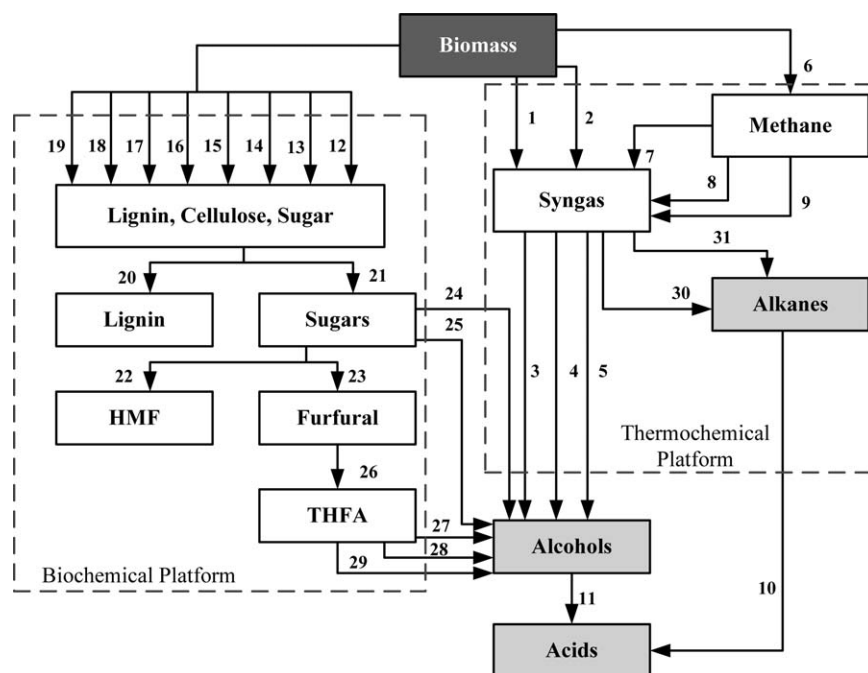 Biomass
6
1
2
Methane
19
18
17
16
15
14
13
12
7
8
9
Lignin, Cellulose, Sugar
Syngas
20
21
31
24
30
Lignin
Sugars
Alkanes
25
22
23
3
4
5
HMF
Furfural
Thermochemical
Platform
26
THFA
27
28
29
Alcohols
Biochemical Platform
11
10
Acids